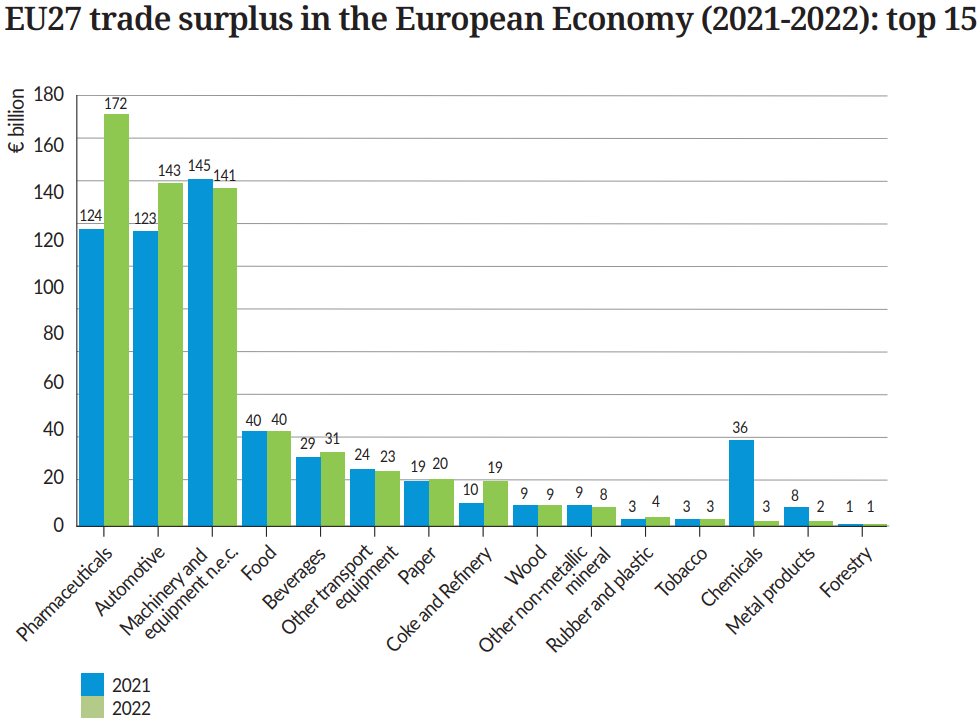 EU27 trade surplus in the European Economy (2021-2022): top 15
€ billion
180
160
140
120
100
80
60
40
20
0
124
172
123
143
145
141
40
40
29
31
24
23
19
20
10
19
9
9
9
8
3
4
3
3
36
3
8
2
1
1
Pharmaceuticals
Automotive
Machinery and
equipment n.e.c.
Food
Beverages
Other transport
equipment
Paper
Coke and Refinery
Wood
Other non-metallic
mineral
Rubber and plastic
Tobacco
Chemicals
Metal products
Forestry
2021
2022